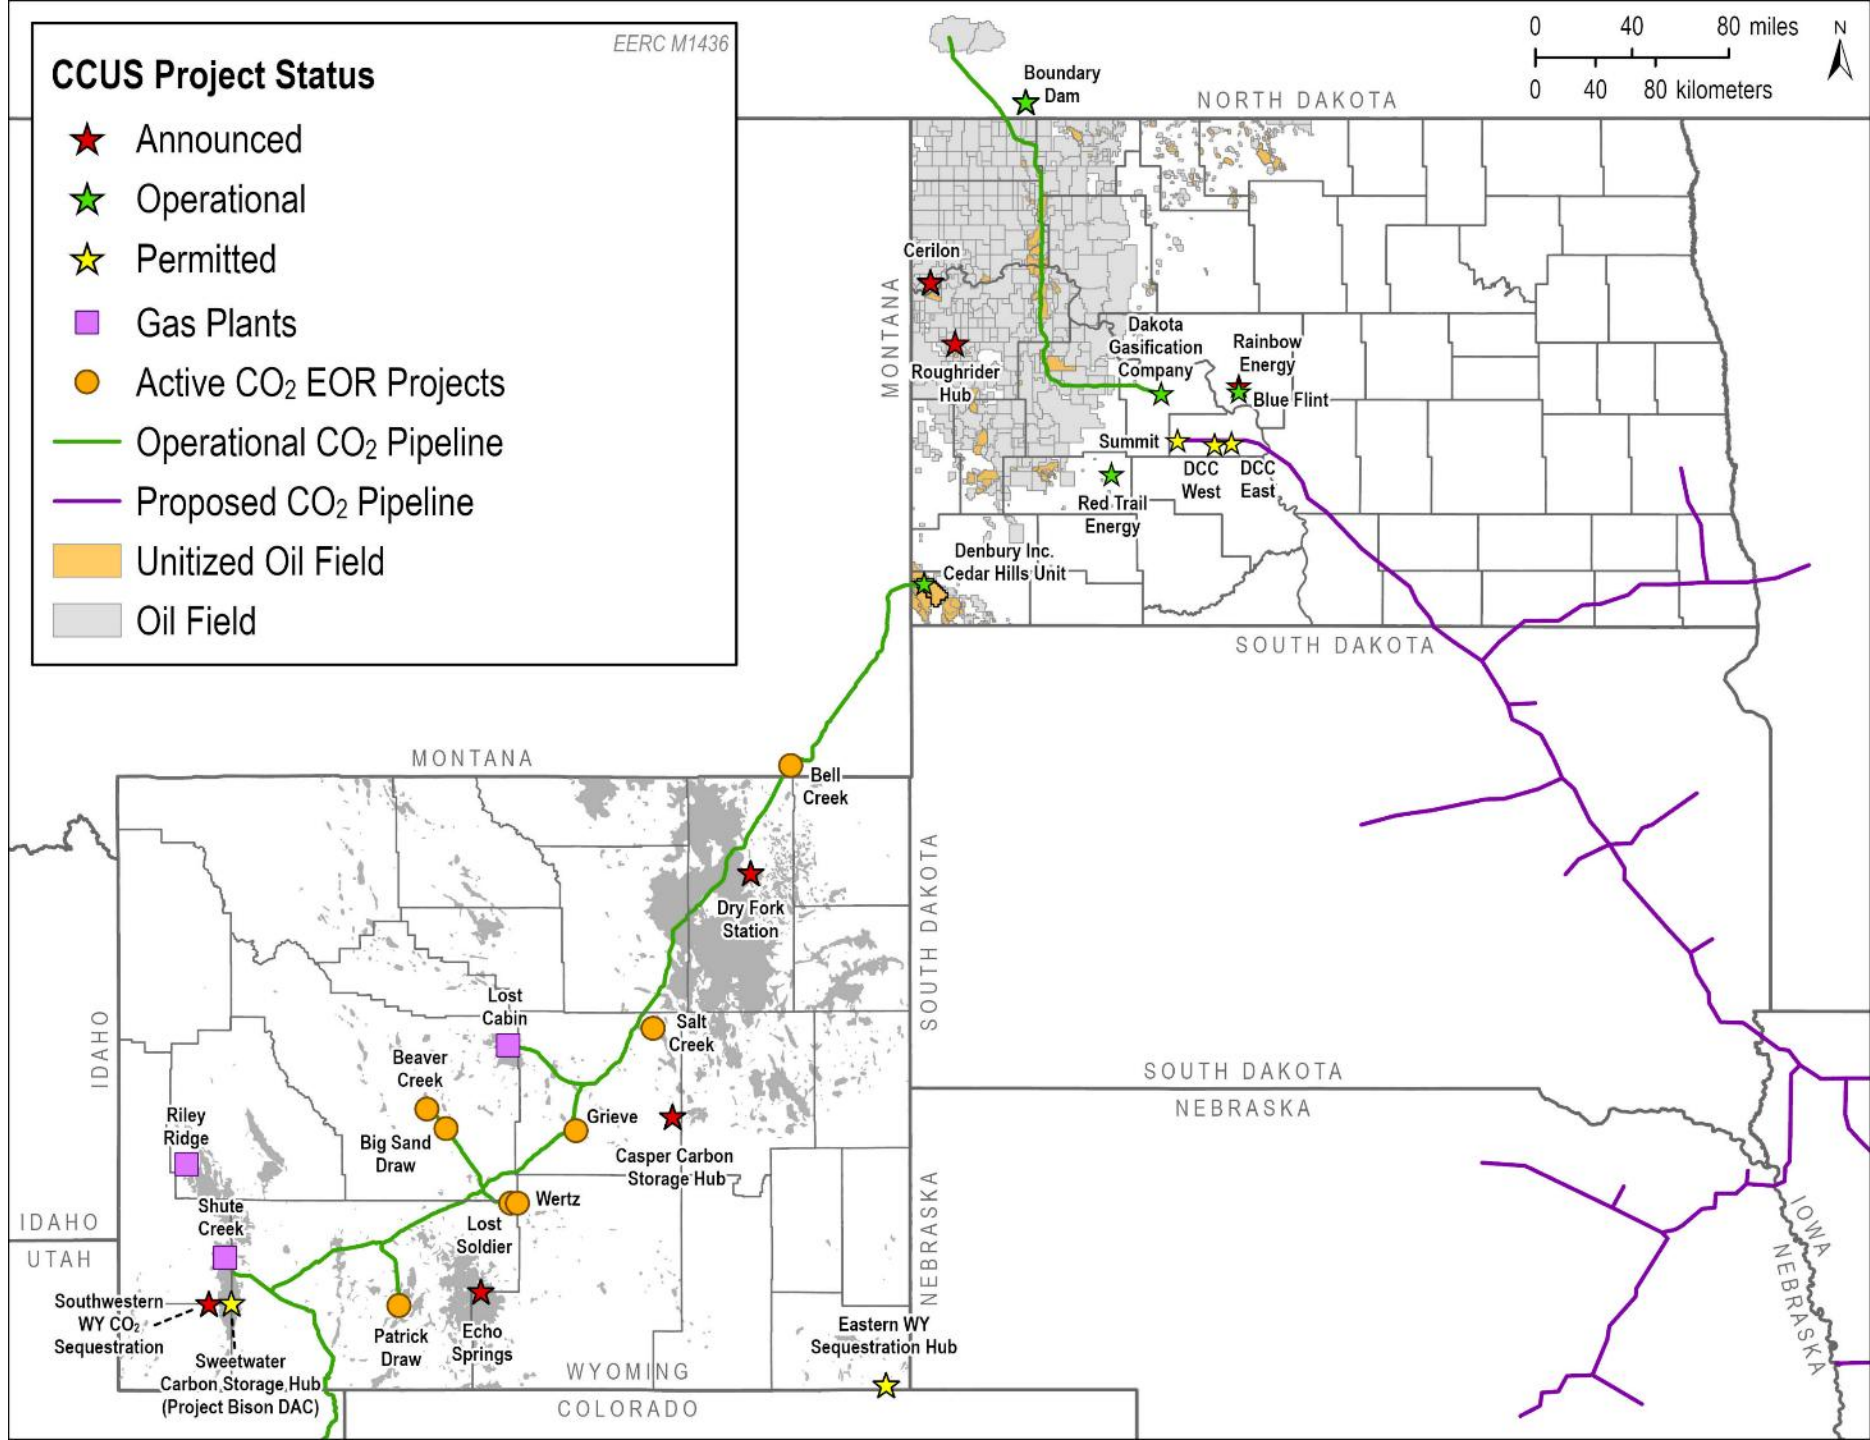 EERC M1436
CCUS Project Status
Announced
Operational
Permitted
Gas Plants
Active CO₂ EOR Projects
Operational CO₂ Pipeline
Proposed CO₂ Pipeline
Unitized Oil Field
Oil Field
0 40 80 miles
0 40 80 kilometers
N
Boundary
Dam
NORTH DAKOTA
MONTANA
Cerilon
Roughrider
Hub
Dakota
Gasification
Company
Rainbow
Energy
Blue Flint
Summit
DCC
West
DCC
East
Red Trail
Energy
Denbury Inc.
Cedar Hills Unit
SOUTH DAKOTA
MONTANA
Bell
Creek
Dry Fork
Station
SOUTH DAKOTA
IDAHO
Lost
Cabin
Salt
Creek
Beaver
Creek
Big Sand
Draw
Grieve
Casper Carbon
Storage Hub
Riley
Ridge
Shute
Creek
Wertz
Lost
Soldier
SOUTH DAKOTA
NEBRASKA
NEBRASKA
IDAHO
UTAH
Southwestern
WY CO₂
Sequestration
Sweetwater
Carbon Storage Hub
(Project Bison DAC)
Patrick
Draw
Echo
Springs
Eastern WY
Sequestration Hub
WYOMING
COLORADO
IOWA
NEBRASKA